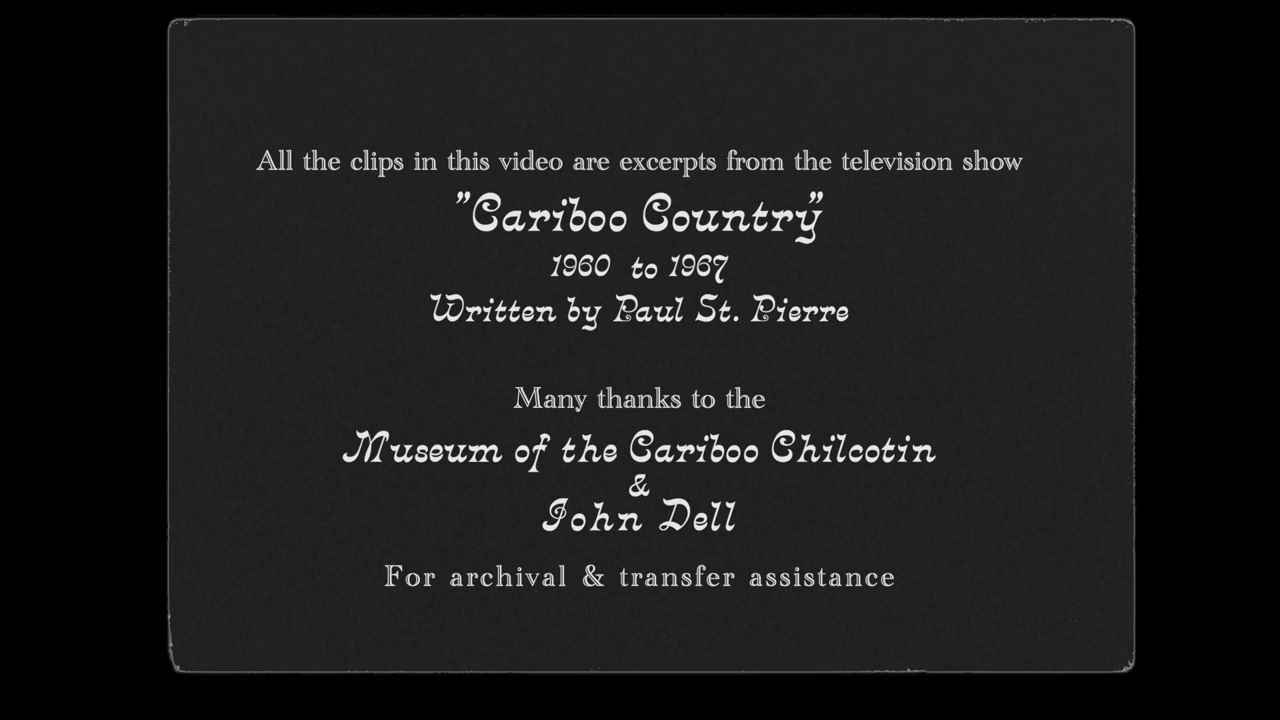 All the clips in this video are excerpts from the television show
"Cariboo Country"
1960 to 1967
Written by Paul St. Pierre
Many thanks to the
Museum of the Cariboo Chilcotin
&
John Dell
For archival & transfer assistance